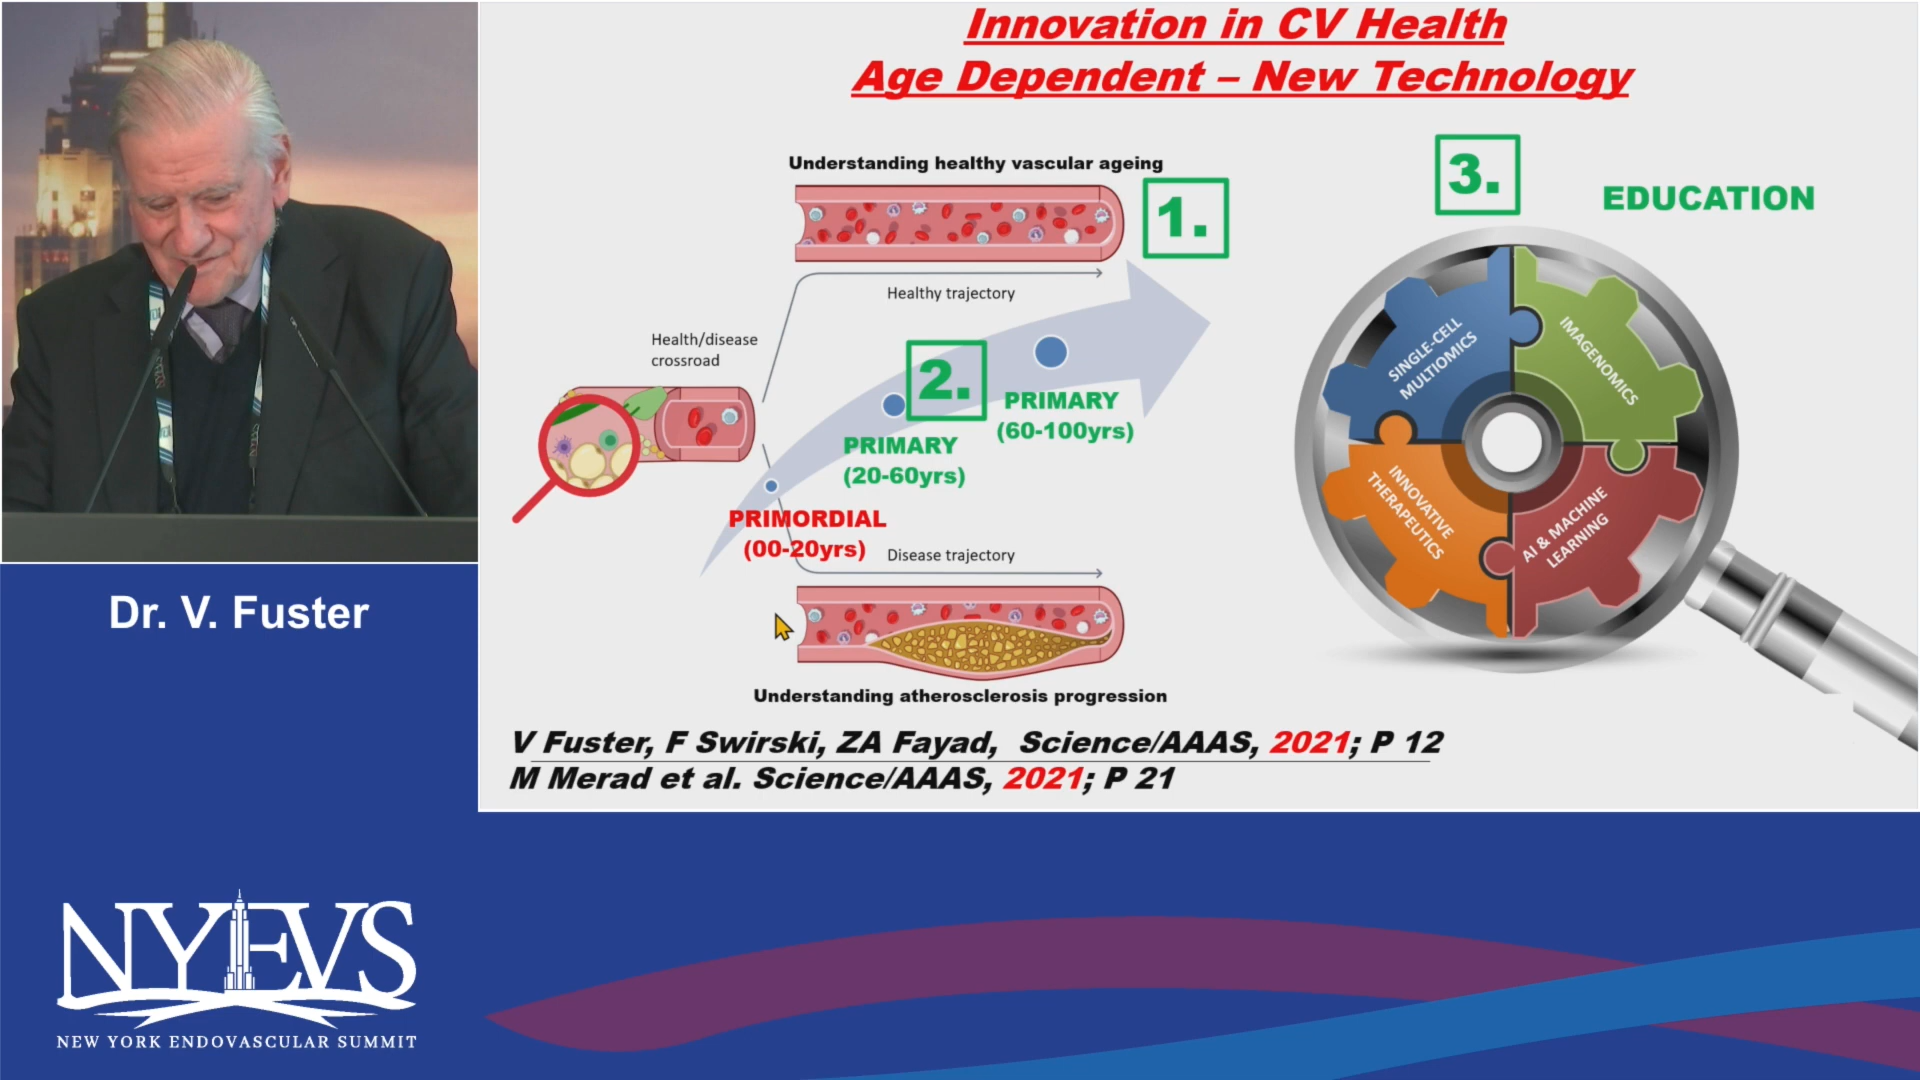 Innovation in CV Health
Age Dependent – New Technology
Understanding healthy vascular ageing
1.
Healthy trajectory
Health/disease
crossroad
2.
PRIMARY
(60-100yrs)
PRIMARY
(20-60yrs)
PRIMORDIAL
(00-20yrs)
Disease trajectory
Understanding atherosclerosis progression
3.
EDUCATION
SINGLE-CELL
MULTIOMICS
IMAGENOMICS
INNOVATIVE
THERAPEUTICS
AI & MACHINE
LEARNING
V Fuster, F Swirski, ZA Fayad, Science/AAAS, 2021; P 12
M Merad et al. Science/AAAS, 2021; P 21
Dr. V. Fuster
NYEVS
NEW YORK ENDOVASCULAR SUMMIT